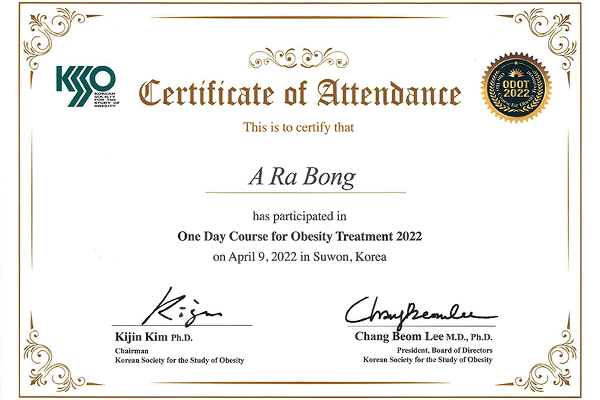 KSSO
KOREAN
SOCIETY
FOR THE
STUDY OF
OBESITY
Certificate of Attendance
ODOT
2022
This is to certify that
A Ra Bong
has participated in
One Day Course for Obesity Treatment 2022
on April 9, 2022 in Suwon, Korea
Kijin
Changbeomlee
Kijin Kim Ph.D.
Chang Beom Lee M.D., Ph.D.
Chairman
President, Board of Directors
Korean Society for the Study of Obesity
Korean Society for the Study of Obesity